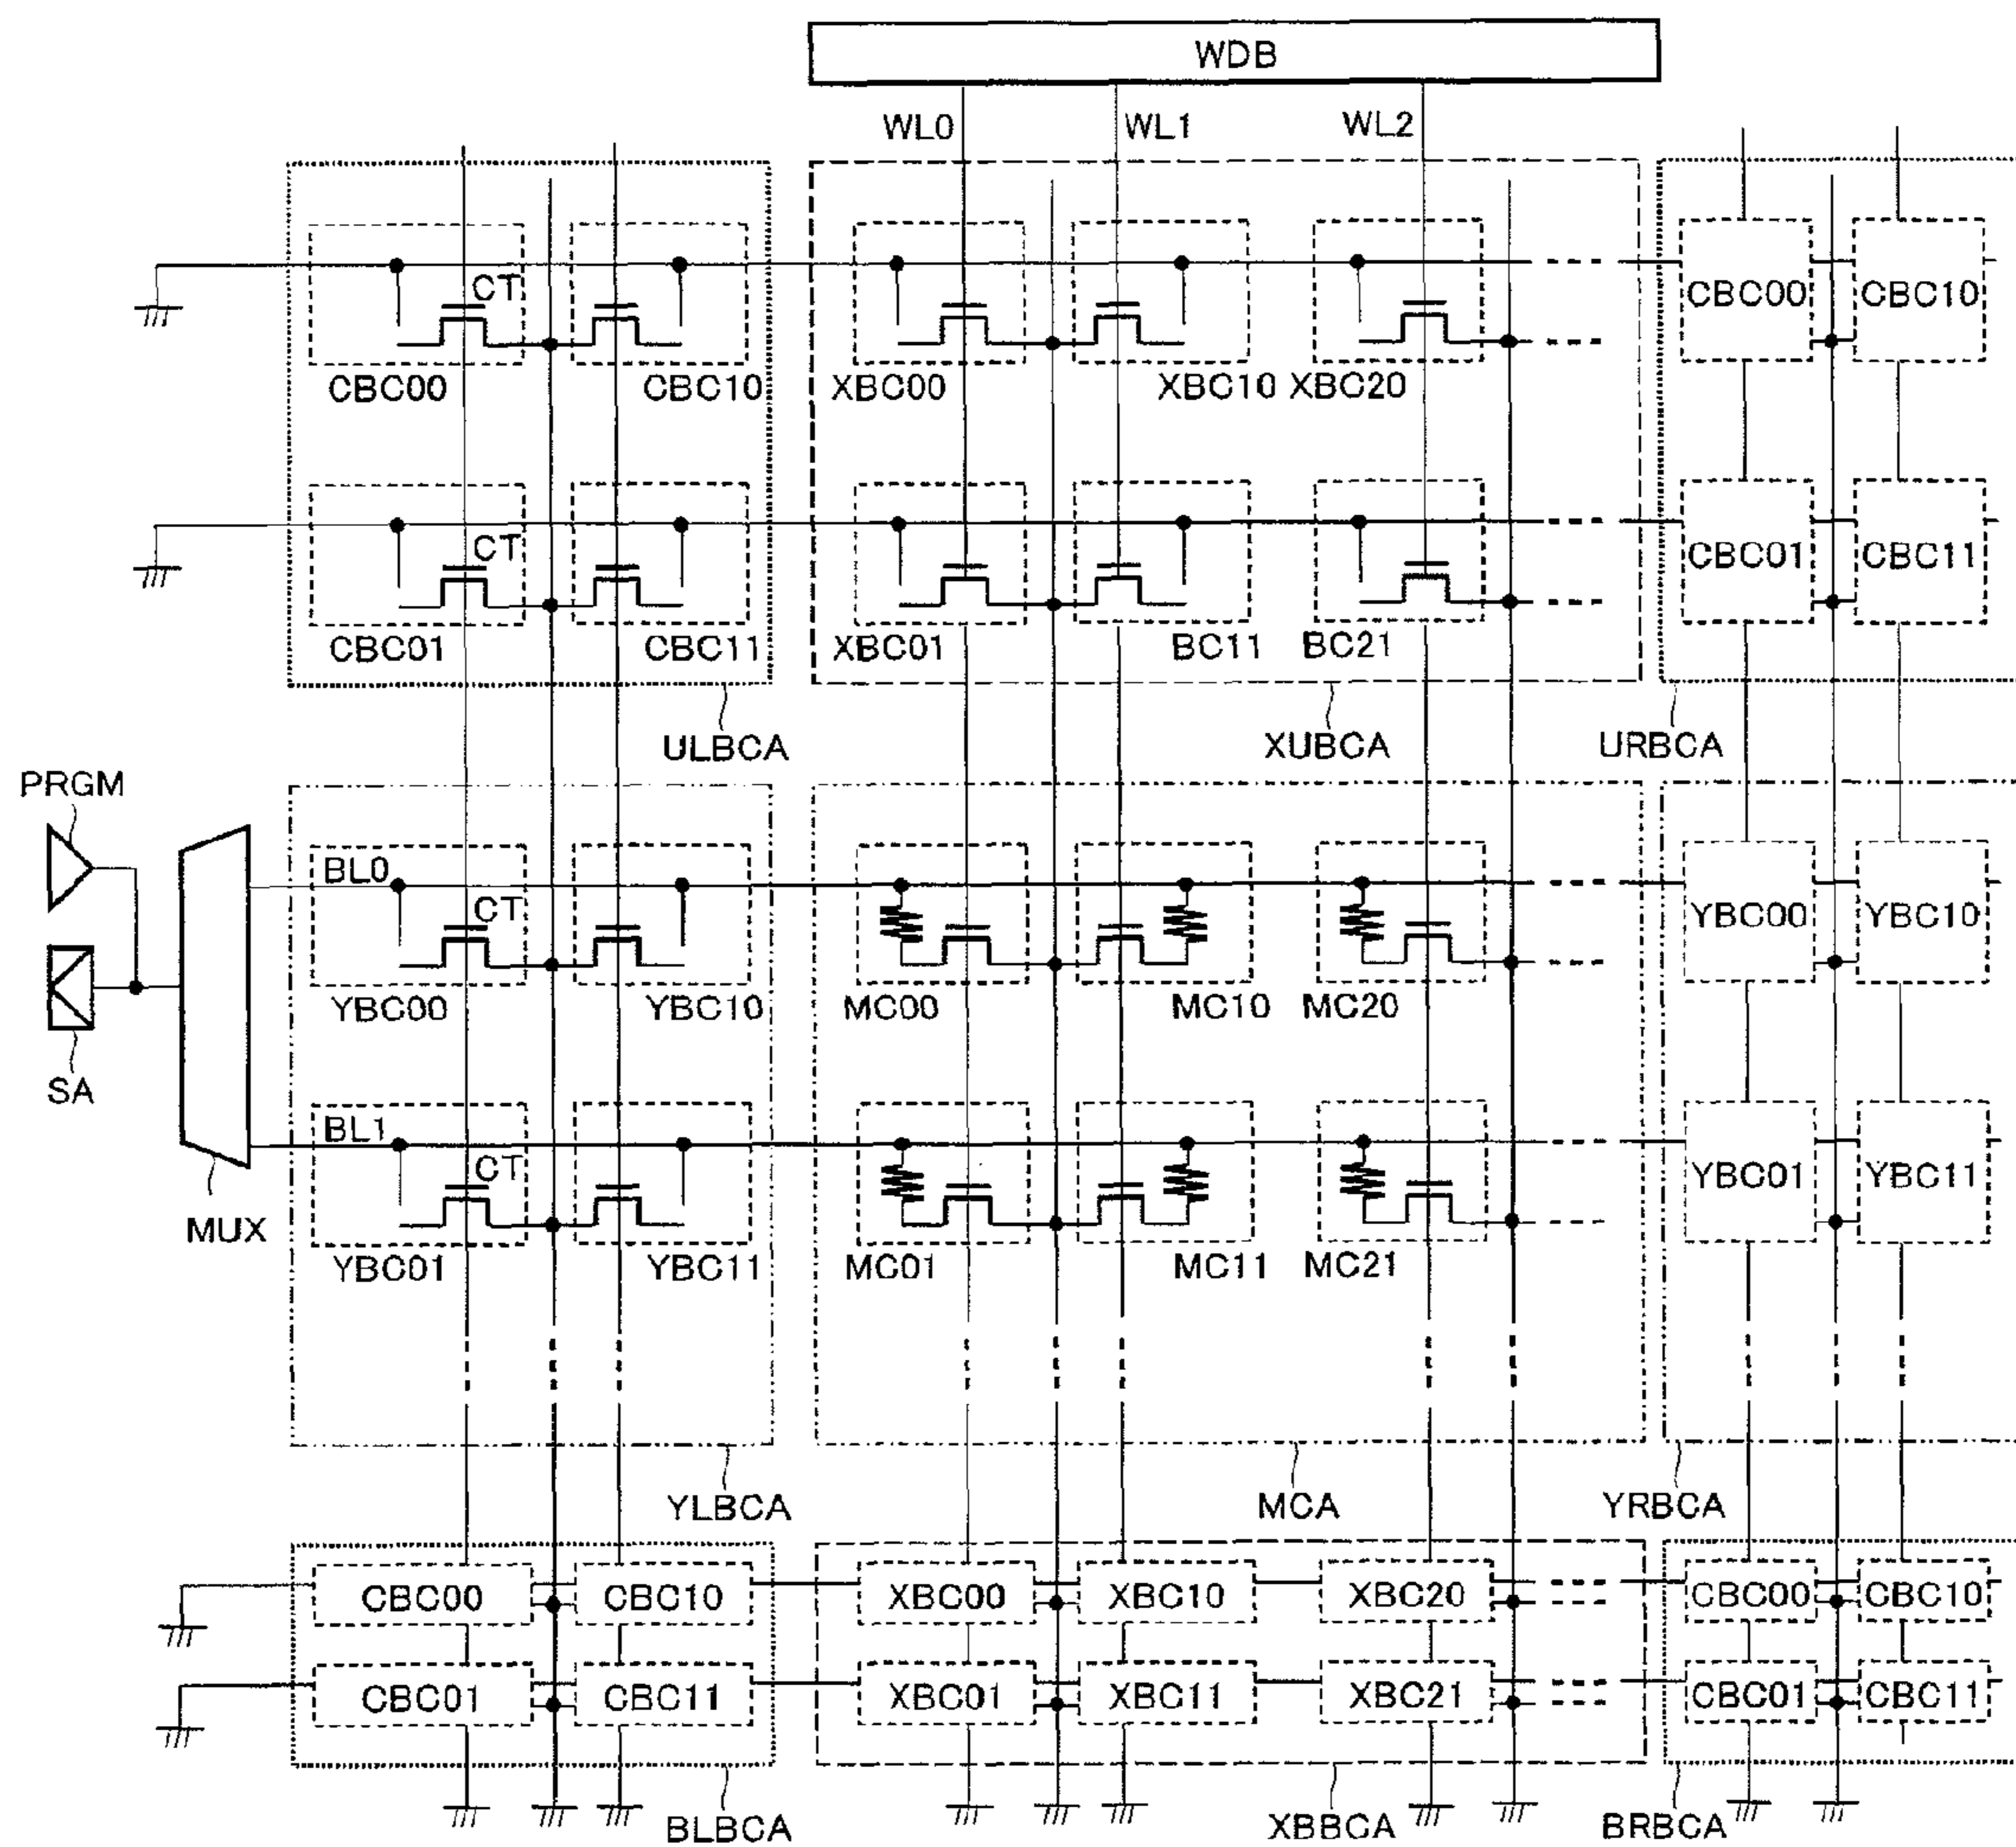 WDB
WL0 WL1 WL2
CT
CBC00 CBC10
CBC00 CBC10 XBC00 XBC10 XBC20
CT
CBC01 CBC11
CBC01 CBC11 XBC01 BC11 BC21
ULBCA XUBCA URBCA
PRGM
BL0
CT
YBC00 YBC10
YBC00 YBC10 MC00 MC10 MC20
SA
BL1
CT
YBC01 YBC11
MUX
YBC01 YBC11 MC01 MC11 MC21
YLBCA MCA YRBCA
CBC00 CBC10 XBC00 XBC10 XBC20 CBC00 CBC10
CBC01 CBC11 XBC01 XBC11 XBC21 CBC01 CBC11
BLBCA XBBCA BRBCA